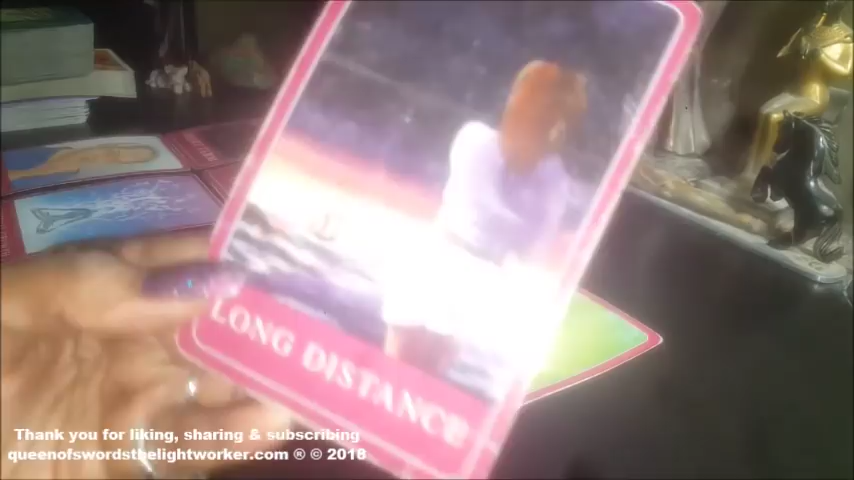 LONG DISTANCE
Thank you for liking, sharing & subscribing
queenofswordsthelightworker.com ® © 2018